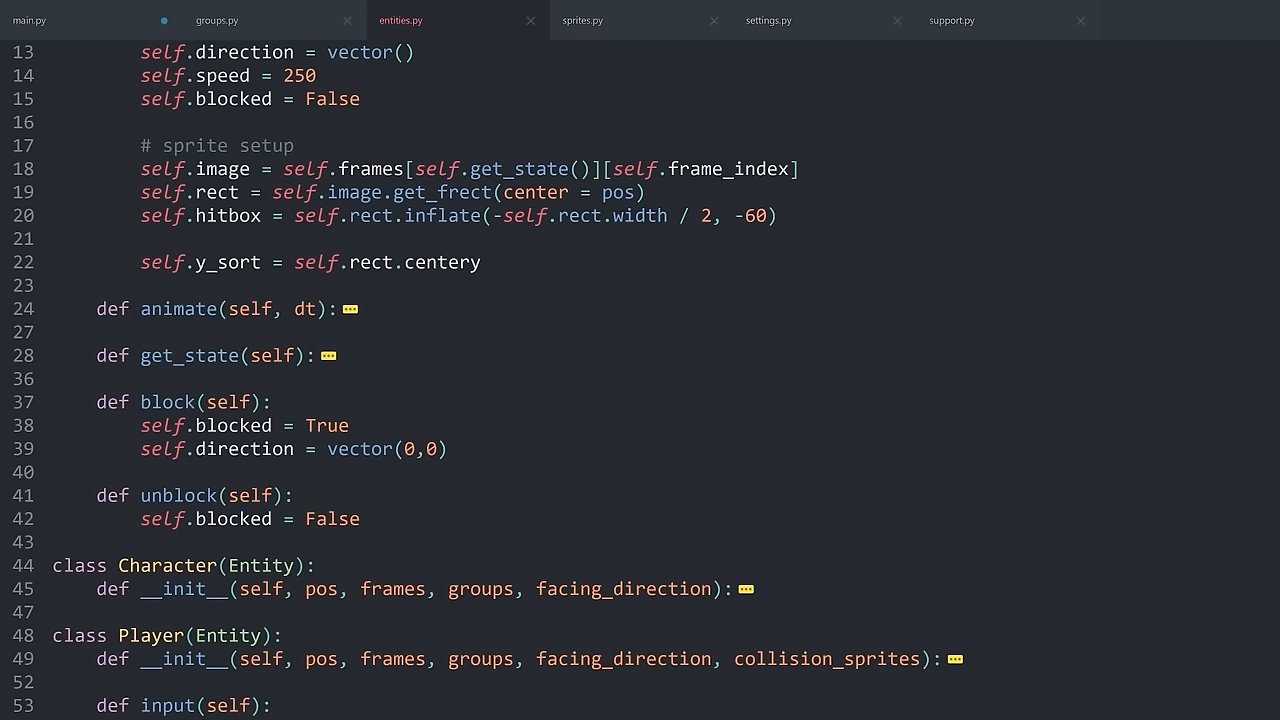 main.py groups.py entities.py sprites.py settings.py support.py
13 self.direction = vector()
14 self.speed = 250
15 self.blocked = False
16
17 # sprite setup
18 self.image = self.frames[self.get_state()][self.frame_index]
19 self.rect = self.image.get_frect(center = pos)
20 self.hitbox = self.rect.inflate(-self.rect.width / 2, -60)
21
22 self.y_sort = self.rect.centery
23
24 def animate(self, dt):
27
28 def get_state(self):
36
37 def block(self):
38 self.blocked = True
39 self.direction = vector(0,0)
40
41 def unblock(self):
42 self.blocked = False
43
44 class Character(Entity):
45 def __init__(self, pos, frames, groups, facing_direction):
47
48 class Player(Entity):
49 def __init__(self, pos, frames, groups, facing_direction, collision_sprites):
52
53 def input(self):